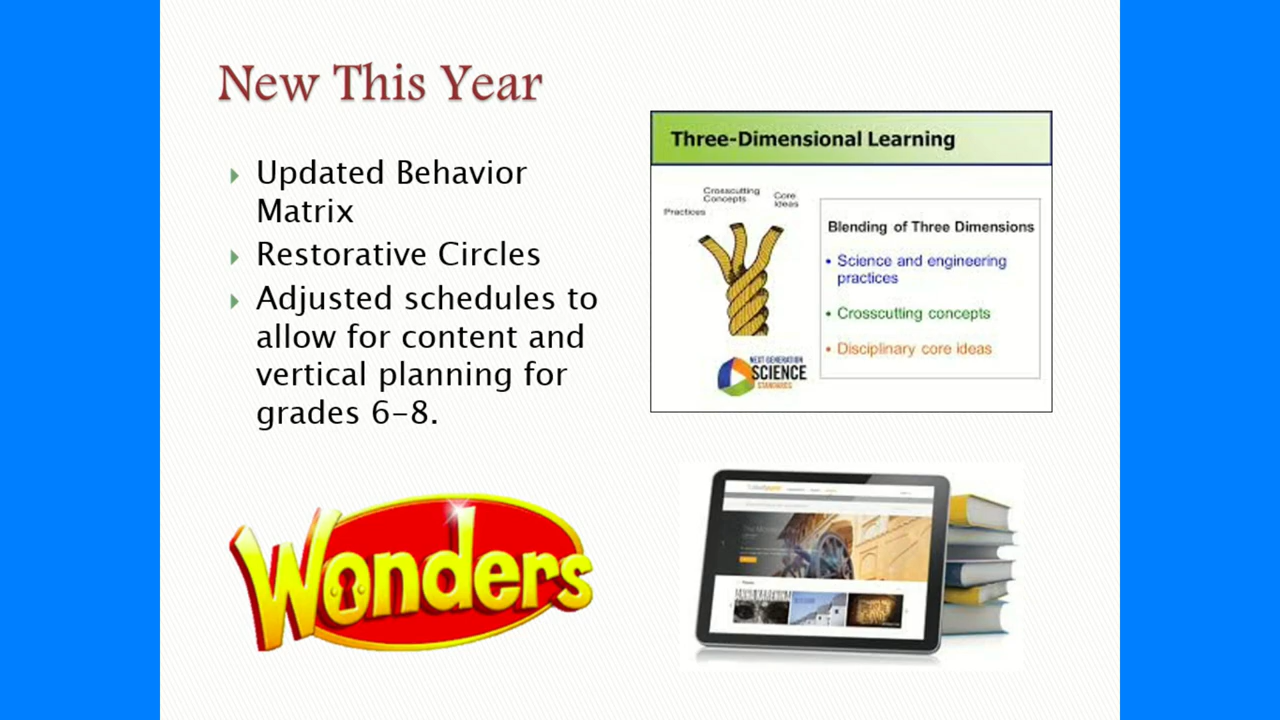 New This Year
Updated Behavior
Matrix
Restorative Circles
Adjusted schedules to
allow for content and
vertical planning for
grades 6-8.
Three-Dimensional Learning
Crosscutting
Concepts
Core
Ideas
Practices
Blending of Three Dimensions
• Science and engineering
practices
• Crosscutting concepts
• Disciplinary core ideas
NEXT GENERATION
SCIENCE
STANDARDS
Wonders